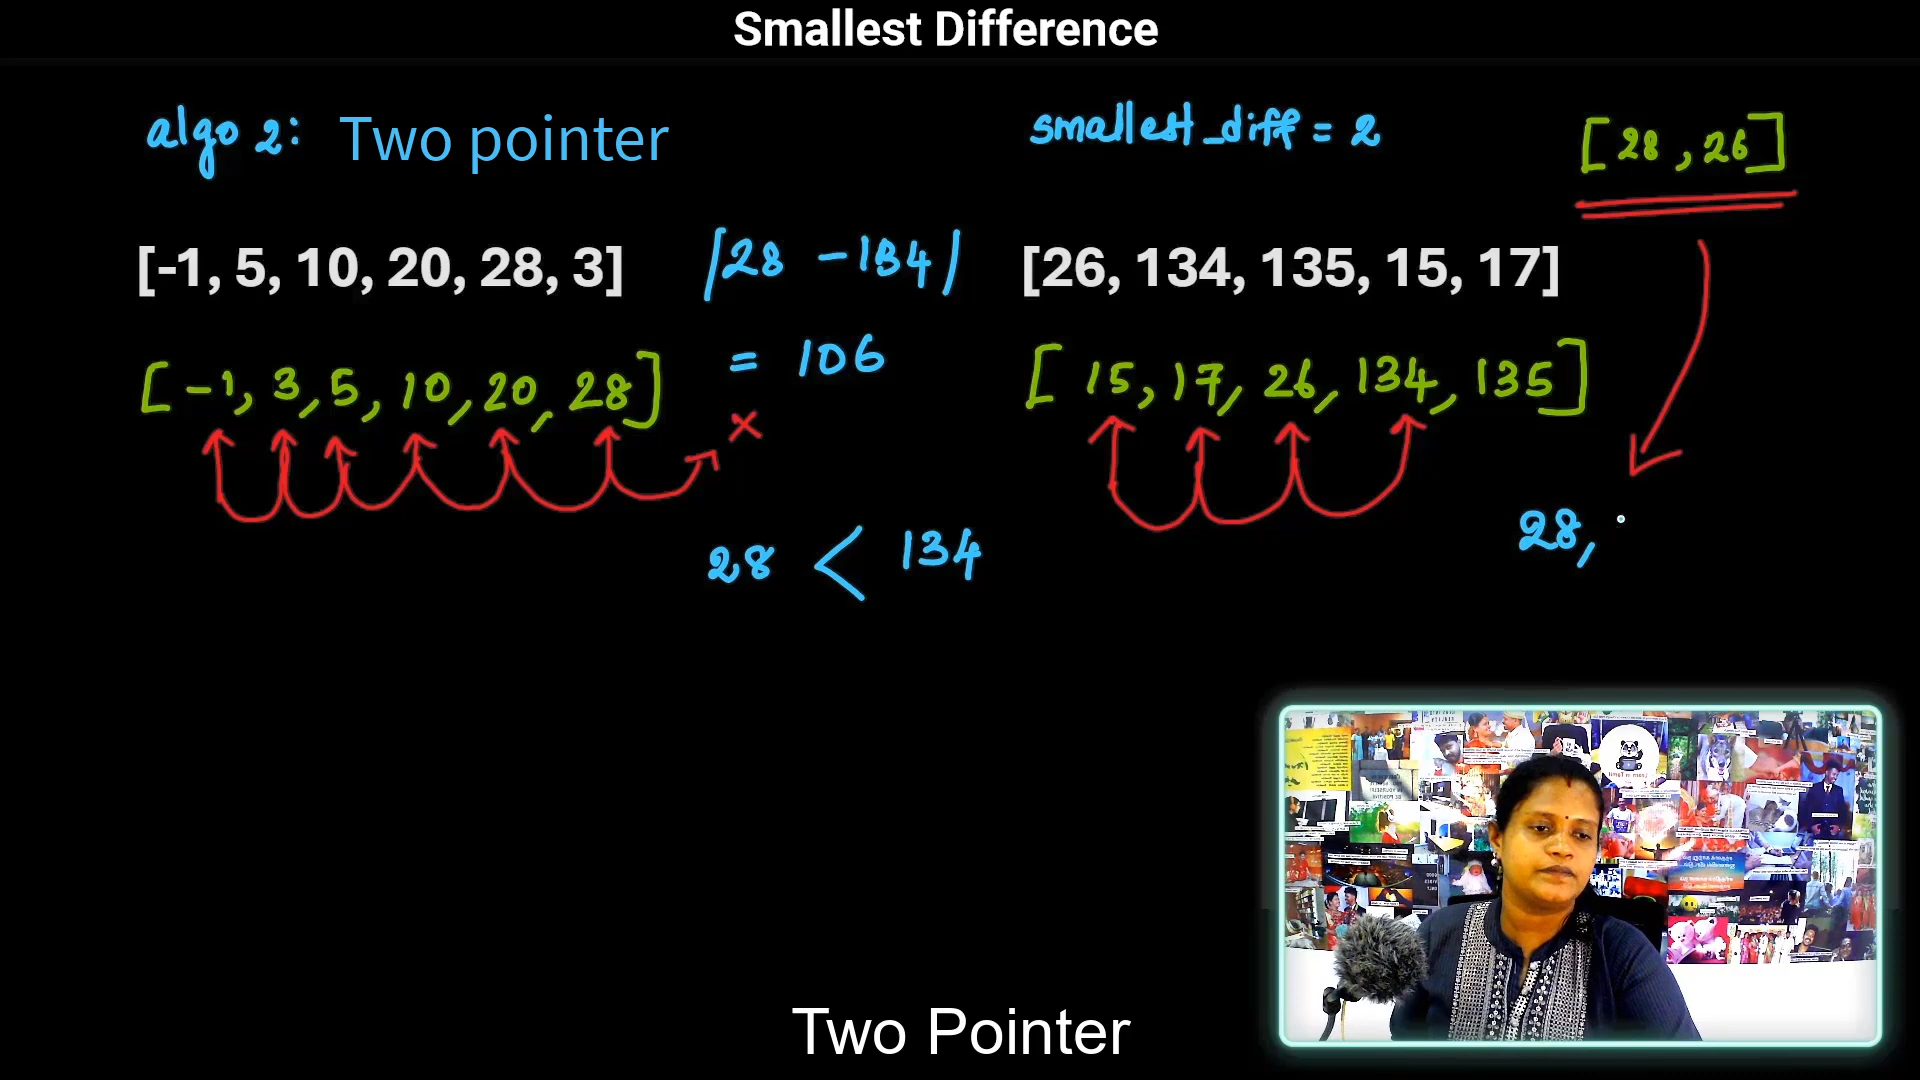 Smallest Difference
algo 2: Two pointer
smallest_diff = 2
[28, 26]
[-1, 5, 10, 20, 28, 3]
|28 - 134|
[26, 134, 135, 15, 17]
= 106
[-1, 3, 5, 10, 20, 28]
×
[15, 17, 26, 134, 135]
28 < 134
28,
Two Pointer